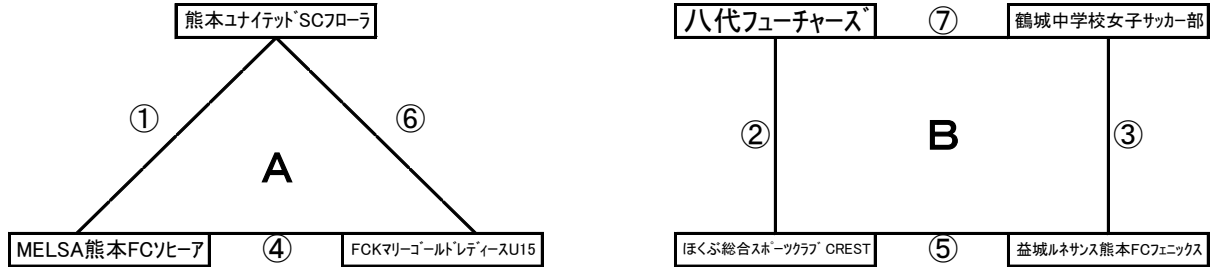 熊本ユナイテッドSCフローラ
八代フューチャーズ
⑦
鶴城中学校女子サッカー部
①
⑥
②
B
③
A
MELSA熊本FCソヒーア
④
FCKマリーゴールドレディースU15
ほくぶ総合スポーツクラブ CREST
⑤
益城ルネサンス熊本FCフェニックス